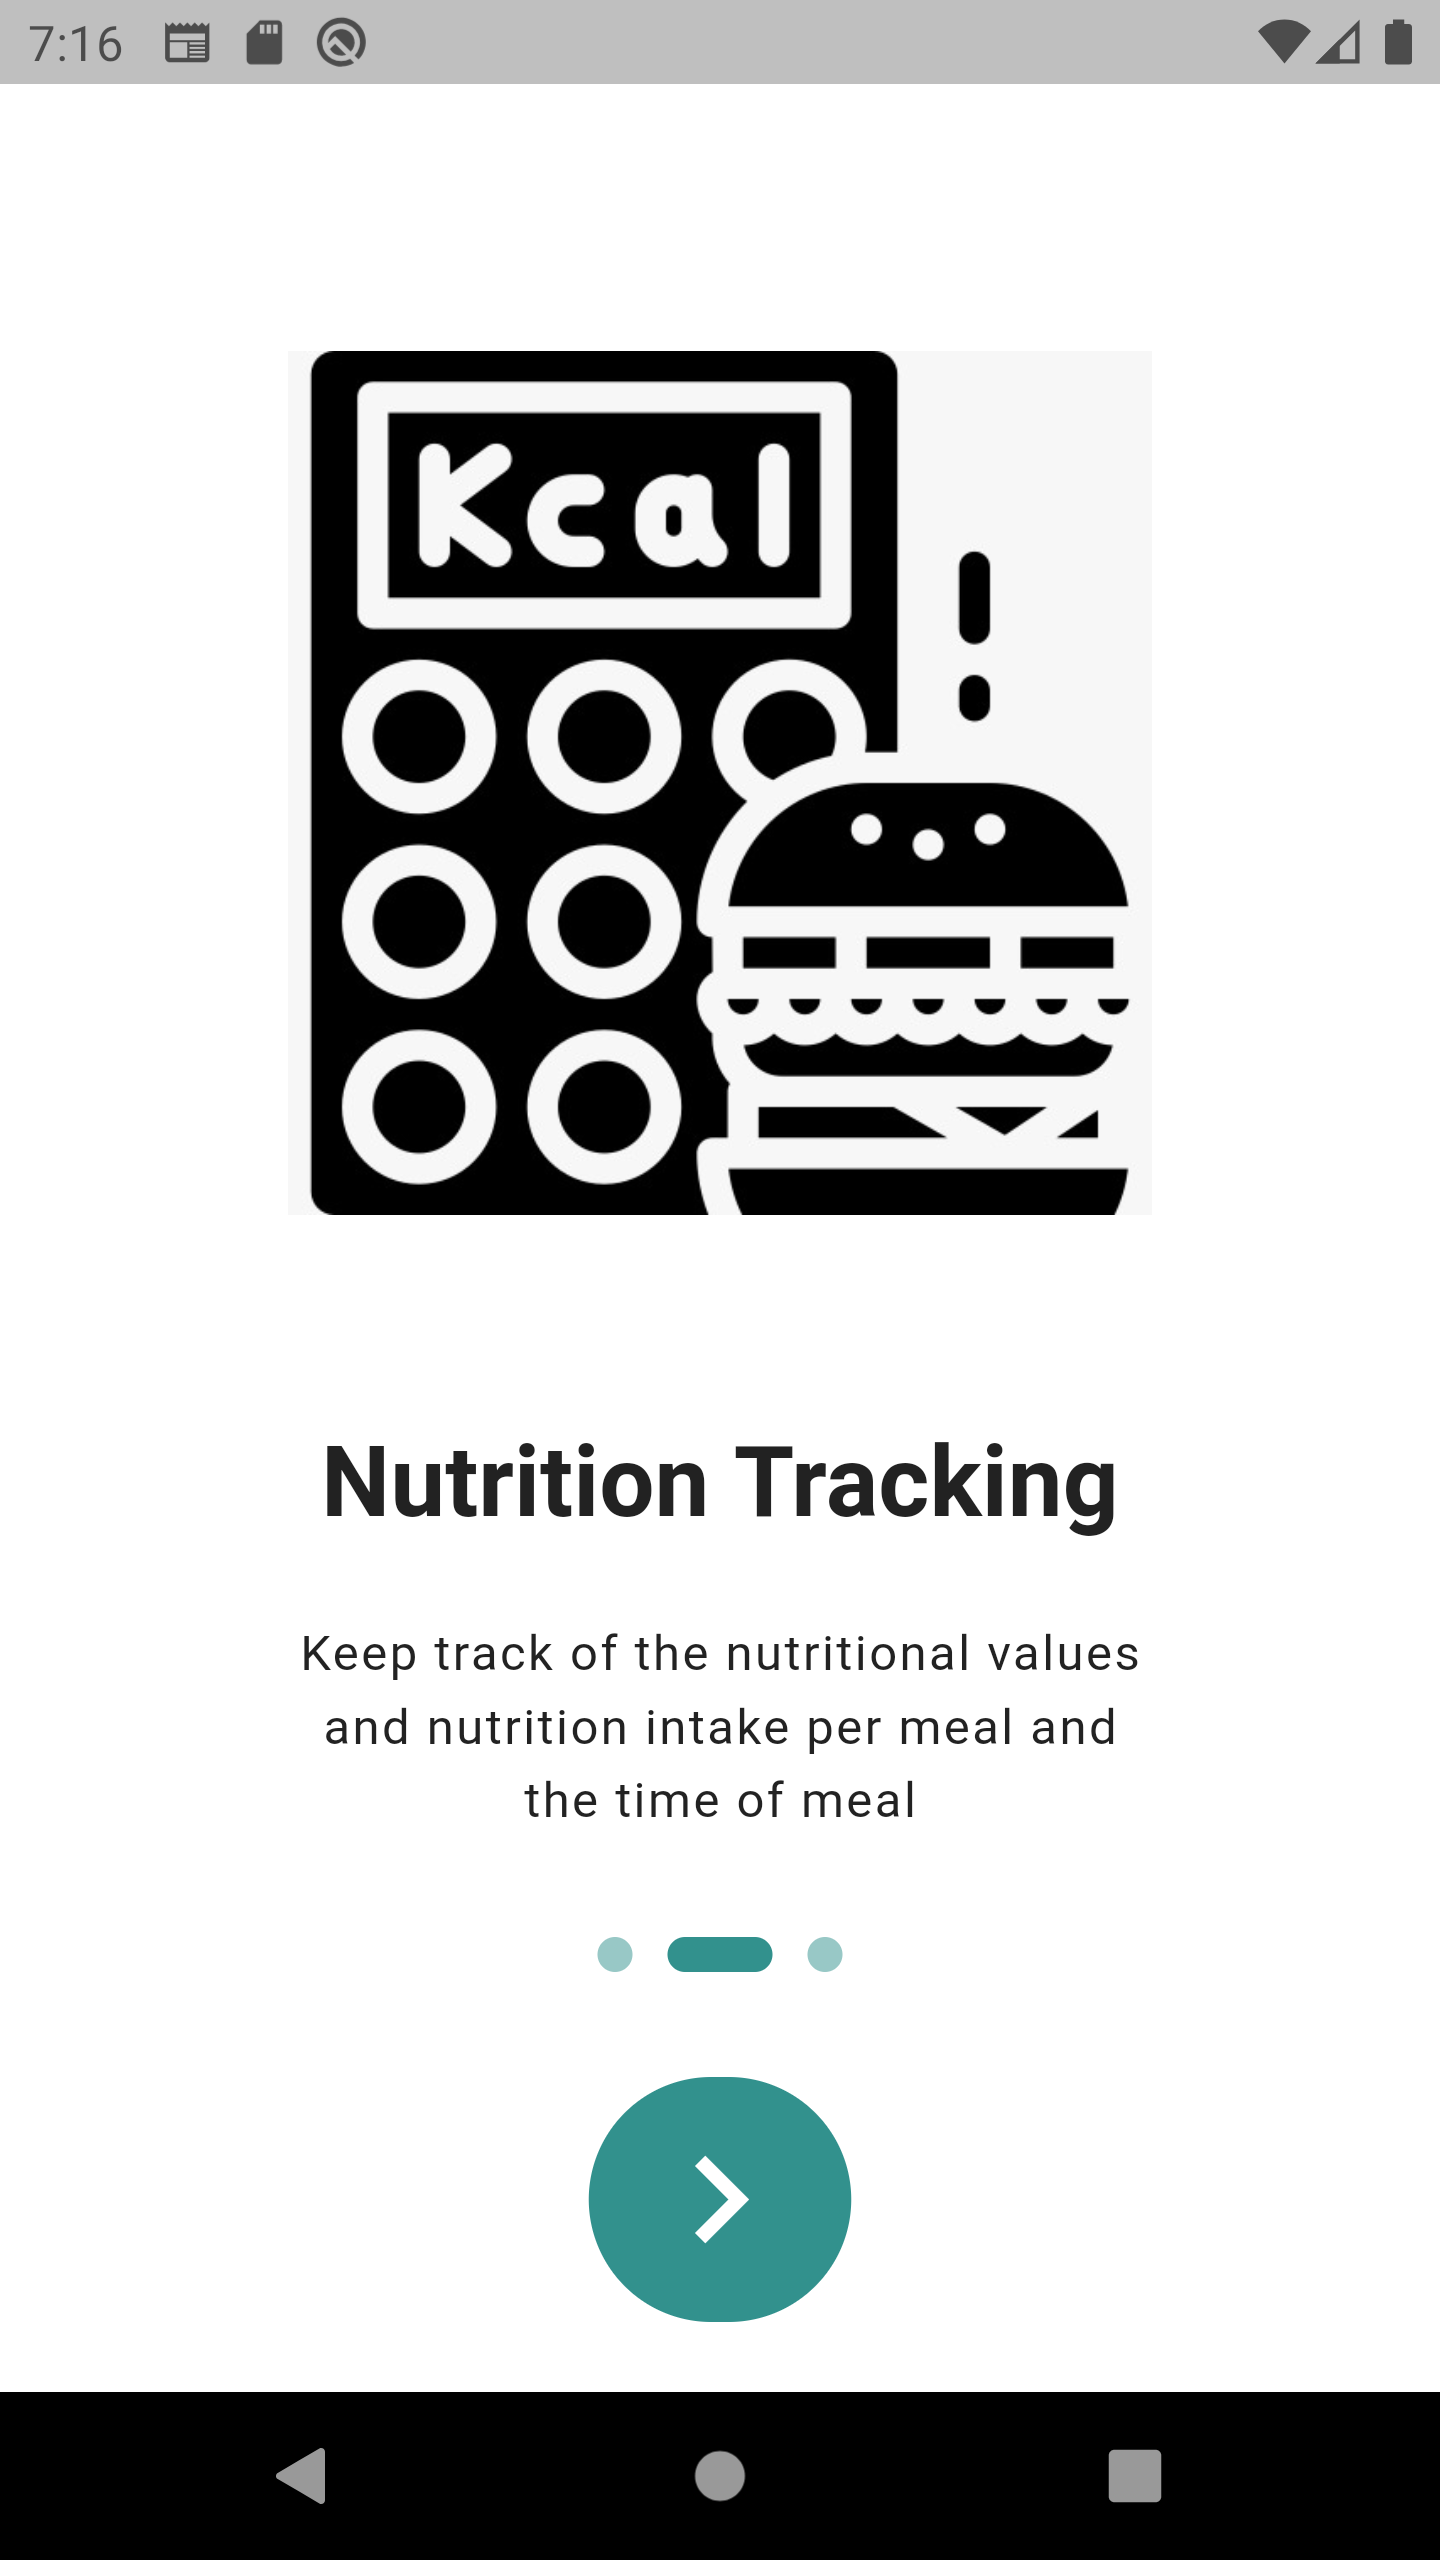 7:16
Kcal
Nutrition Tracking
Keep track of the nutritional values
and nutrition intake per meal and
the time of meal